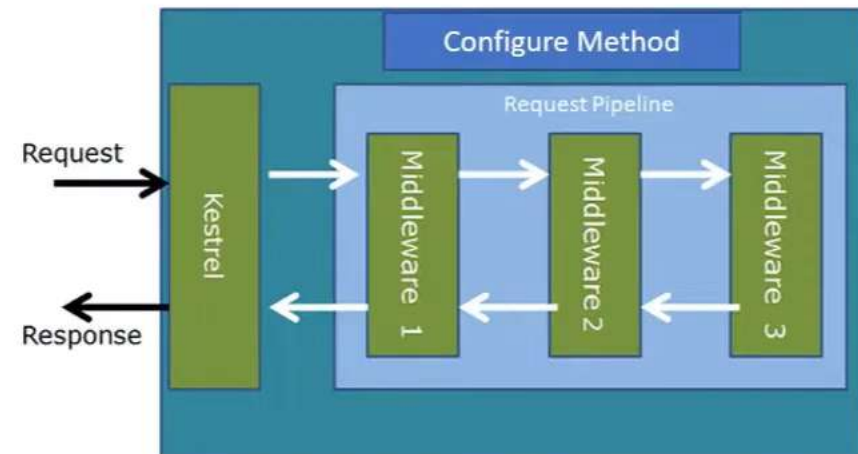 Configure Method
Request Pipeline
Request
Response
Kestrel
Middleware 1
Middleware 2
Middleware 3